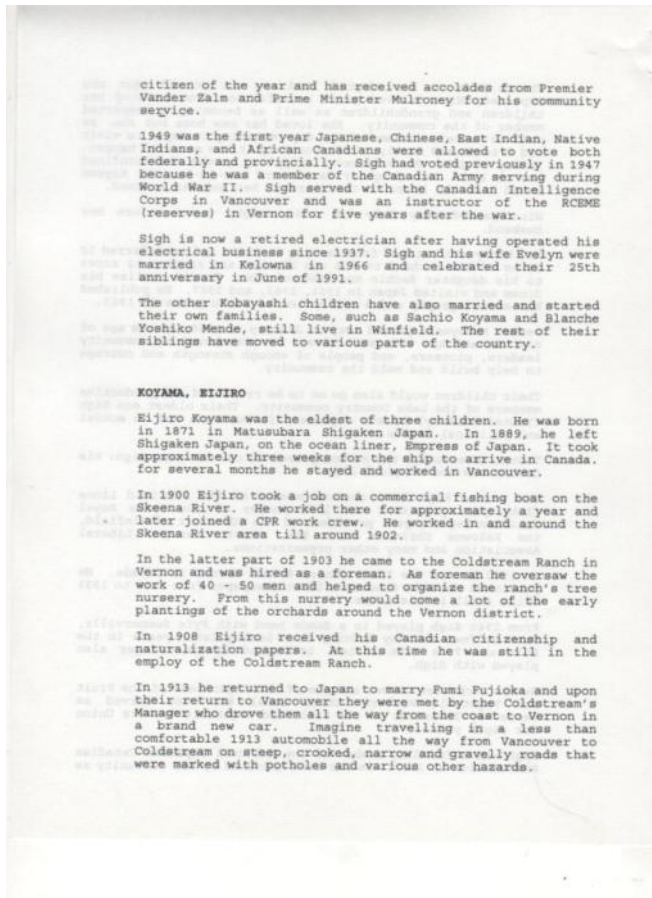 citizen of the year and has received accolades from Premier
Vander Zalm and Prime Minister Mulroney for his community
service.
1949 was the first year Japanese, Chinese, East Indian, Native
Indians, and African Canadians were allowed to vote both
federally and provincially. Sigh had voted previously in 1947
because he was a member of the Canadian Army serving during
World War II. Sigh served with the Canadian Intelligence
Corps in Vancouver and was an instructor of the RCEME
(reserves) in Vernon for five years after the war.
Sigh is now a retired electrician after having operated his
electrical business since 1937. Sigh and his wife Evelyn were
married in Kelowna in 1966 and celebrated their 25th
anniversary in June of 1991.
The other Kobayashi children have also married and started
their own families. Some, such as Sachio Koyama and Blanche
Yoshiko Mende, still live in Winfield. The rest of their
siblings have moved to various parts of the country.
KOYAMA, EIJIRO
Eijiro Koyama was the eldest of three children. He was born
in 1871 in Matusubara Shigaken Japan. In 1889, he left
Shigaken Japan, on the ocean liner, Empress of Japan. It took
approximately three weeks for the ship to arrive in Canada.
for several months he stayed and worked in Vancouver.
In 1900 Eijiro took a job on a commercial fishing boat on the
Skeena River. He worked there for approximately a year and
later joined a CPR work crew. He worked in and around the
Skeena River area till around 1902.
In the latter part of 1903 he came to the Coldstream Ranch in
Vernon and was hired as a foreman. As foreman he oversaw the
work of 40 - 50 men and helped to organize the ranch's tree
nursery. From this nursery would come a lot of the early
plantings of the orchards around the Vernon district.
In 1908 Eijiro received his Canadian citizenship and
naturalization papers. At this time he was still in the
employ of the Coldstream Ranch.
In 1913 he returned to Japan to marry Fumi Fujioka and upon
their return to Vancouver they were met by the Coldstream's
Manager who drove them all the way from the coast to Vernon in
a brand new car. Imagine travelling in a less than
comfortable 1913 automobile all the way from Vancouver to
Coldstream on steep, crooked, narrow and gravelly roads that
were marked with potholes and various other hazards.